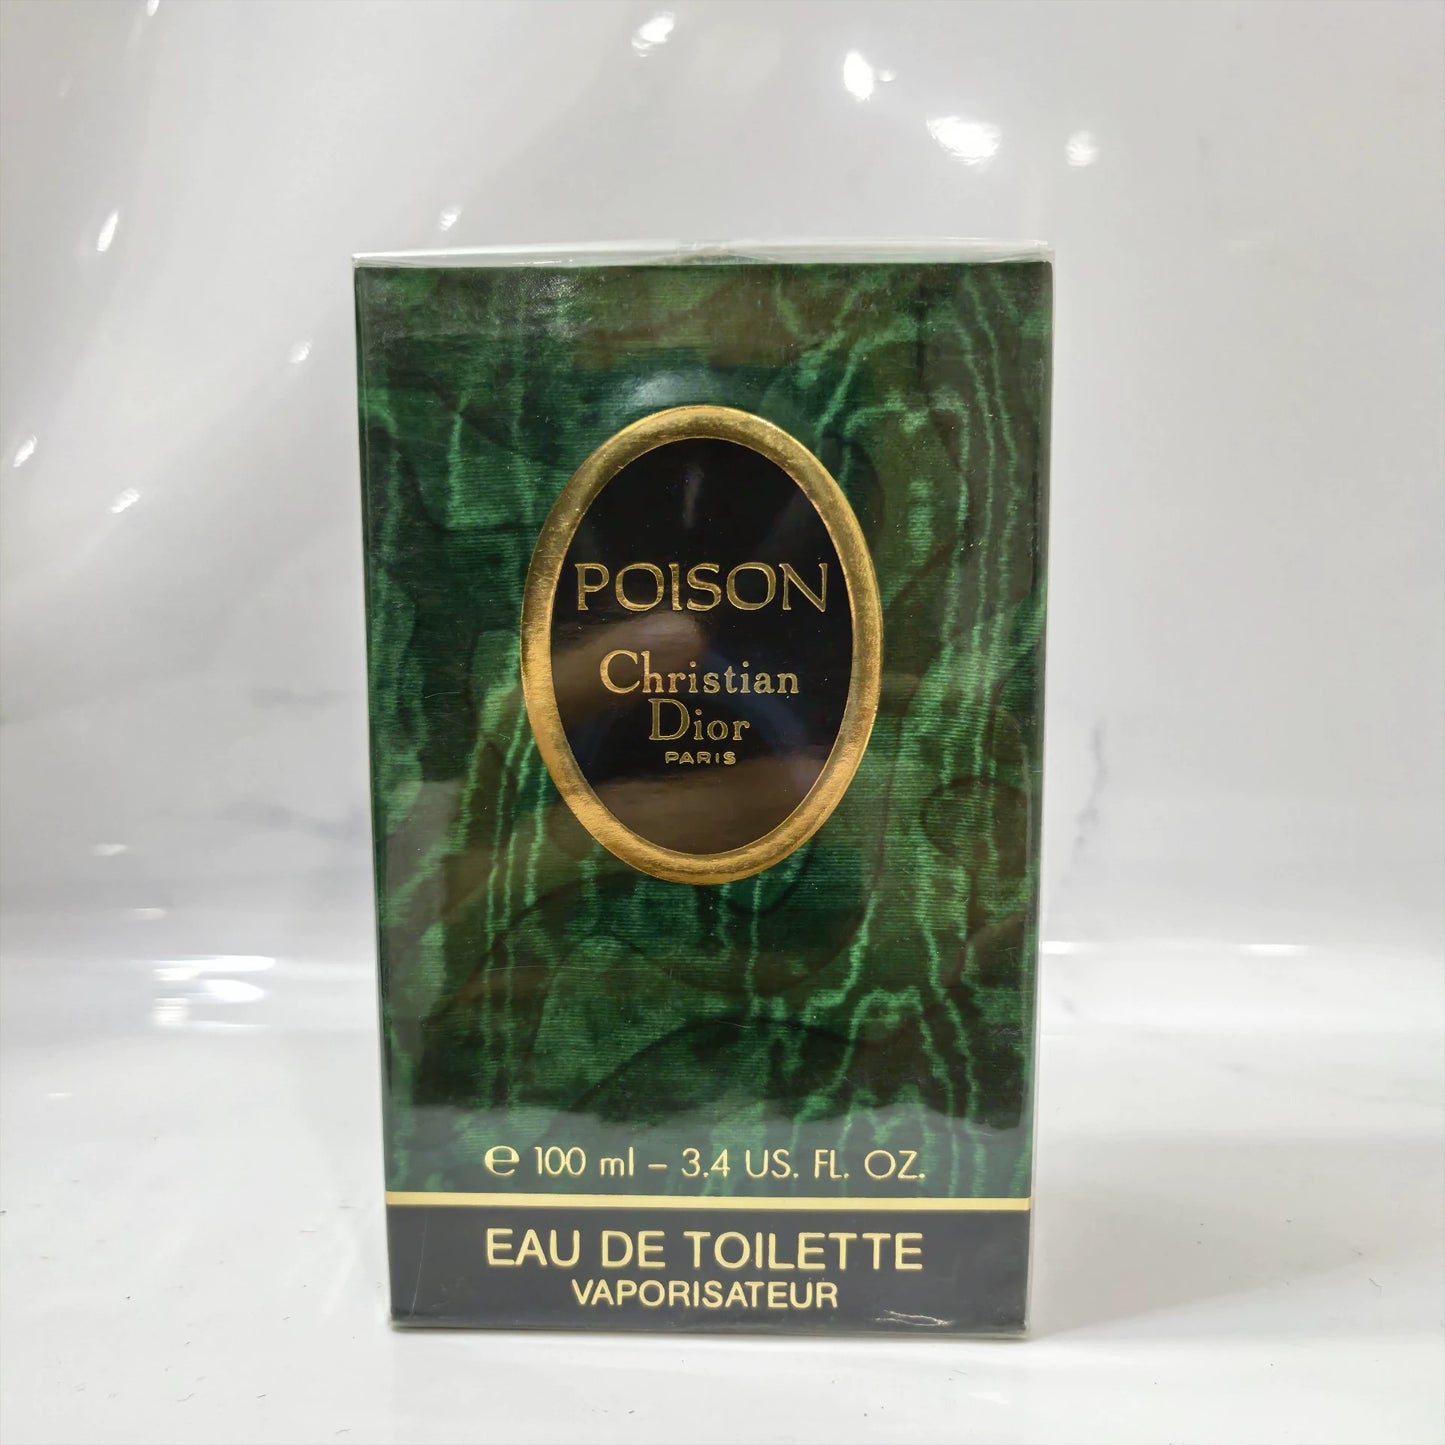 POISON
Christian
Dior
PARIS
℮ 100 ml – 3.4 US. FL. OZ.
EAU DE TOILETTE
VAPORISATEUR